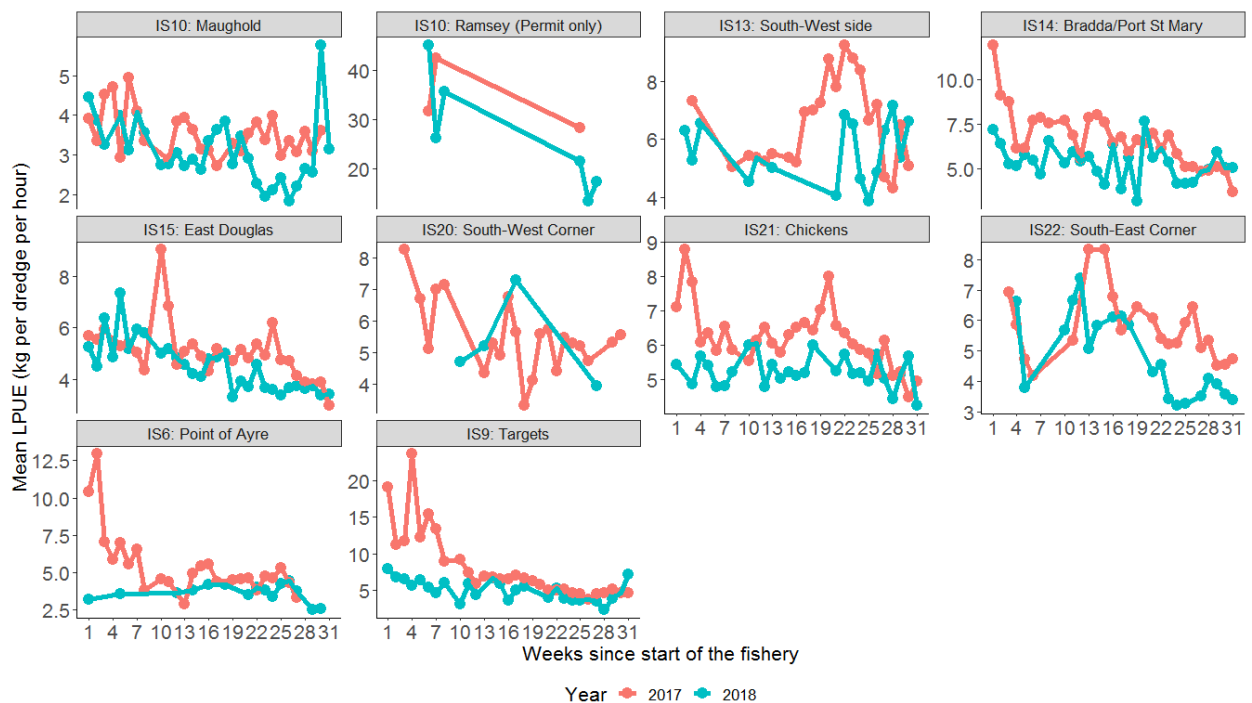 IS10: Maughold
IS10: Ramsey (Permit only)
IS13: South-West side
IS14: Bradda/Port St Mary
5
4
3
2
40
30
20
8
6
4
10.0
7.5
5.0
IS15: East Douglas
IS20: South-West Corner
IS21: Chickens
IS22: South-East Corner
8
6
4
8
7
6
5
4
9
8
7
6
5
8
7
6
5
4
3
1 4 7 10 13 16 19 22 25 28 31
1 4 7 10 13 16 19 22 25 28 31
IS6: Point of Ayre
IS9: Targets
12.5
10.0
7.5
5.0
2.5
20
15
10
5
1 4 7 10 13 16 19 22 25 28 31
1 4 7 10 13 16 19 22 25 28 31
Mean LPUE (kg per dredge per hour)
Weeks since start of the fishery
Year 2017 2018